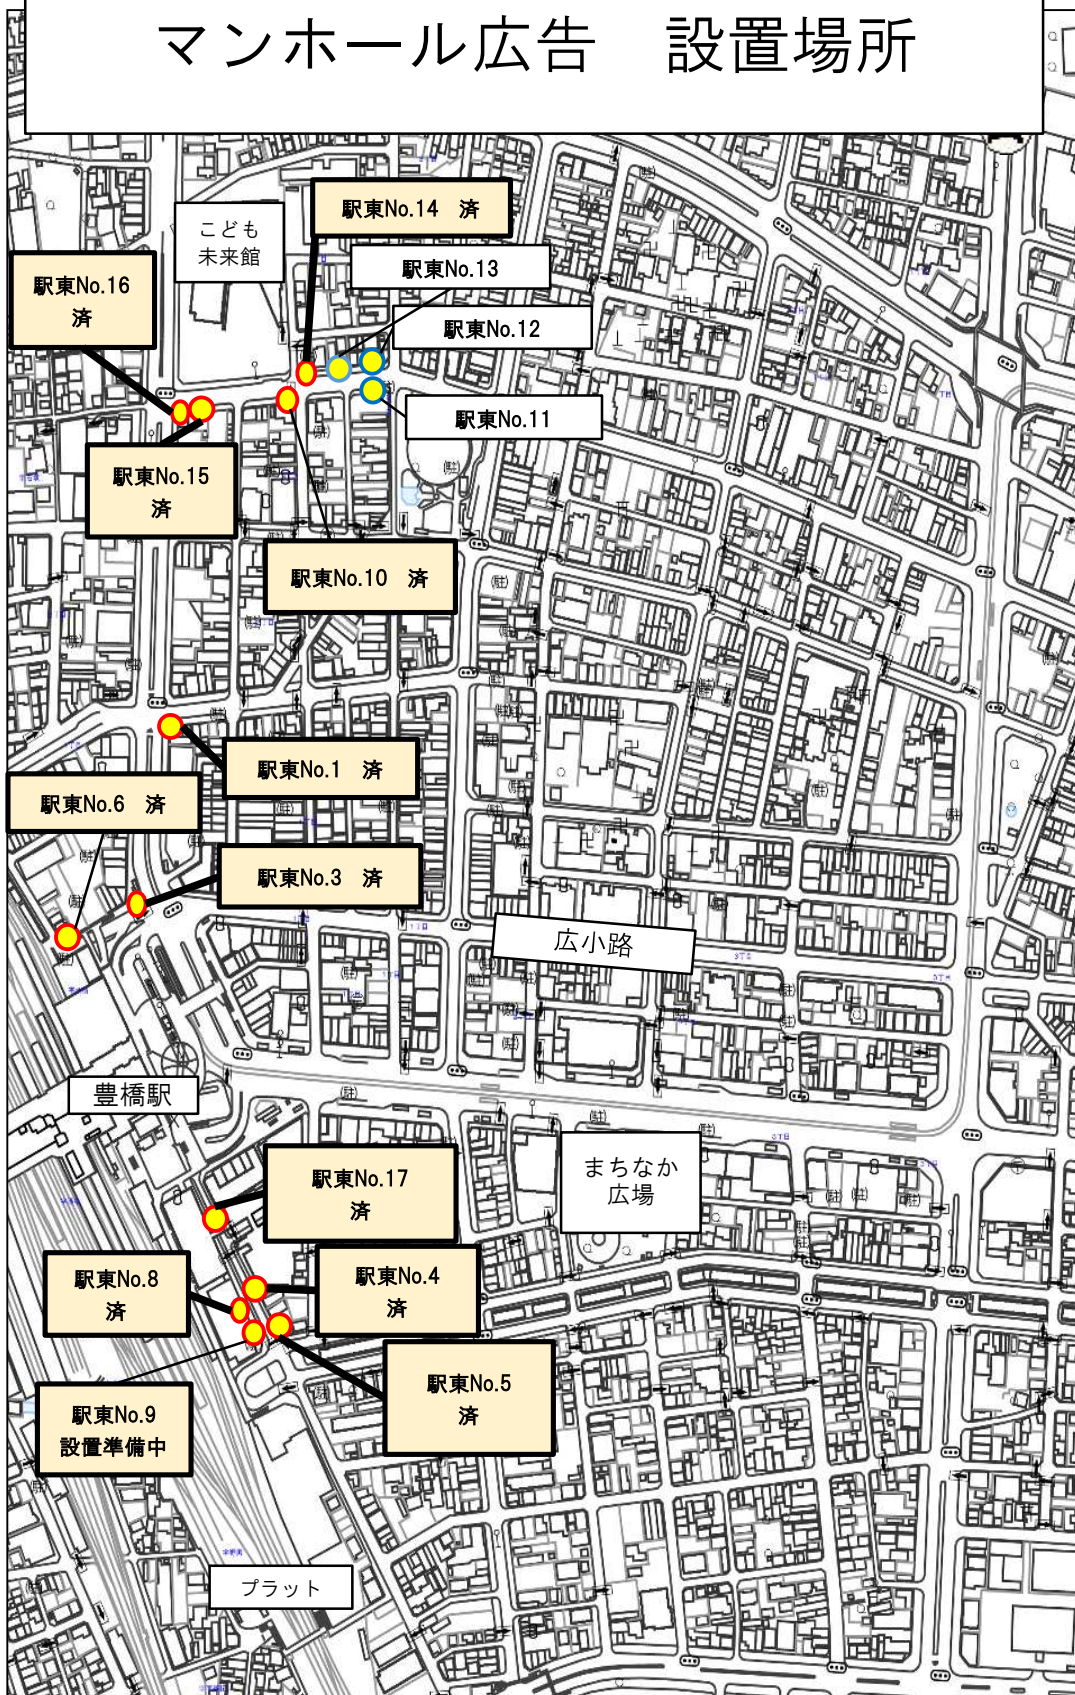 マンホール広告　設置場所
駅東No.14　済
こども
未来館
駅東No.13
駅東No.16
済
駅東No.12
駅東No.11
駅東No.15
済
駅東No.10　済
駅東No.1　済
駅東No.6　済
駅東No.3　済
広小路
豊橋駅
まちなか
広場
駅東No.17
済
駅東No.8
済
駅東No.4
済
駅東No.5
済
駅東No.9
設置準備中
プラット